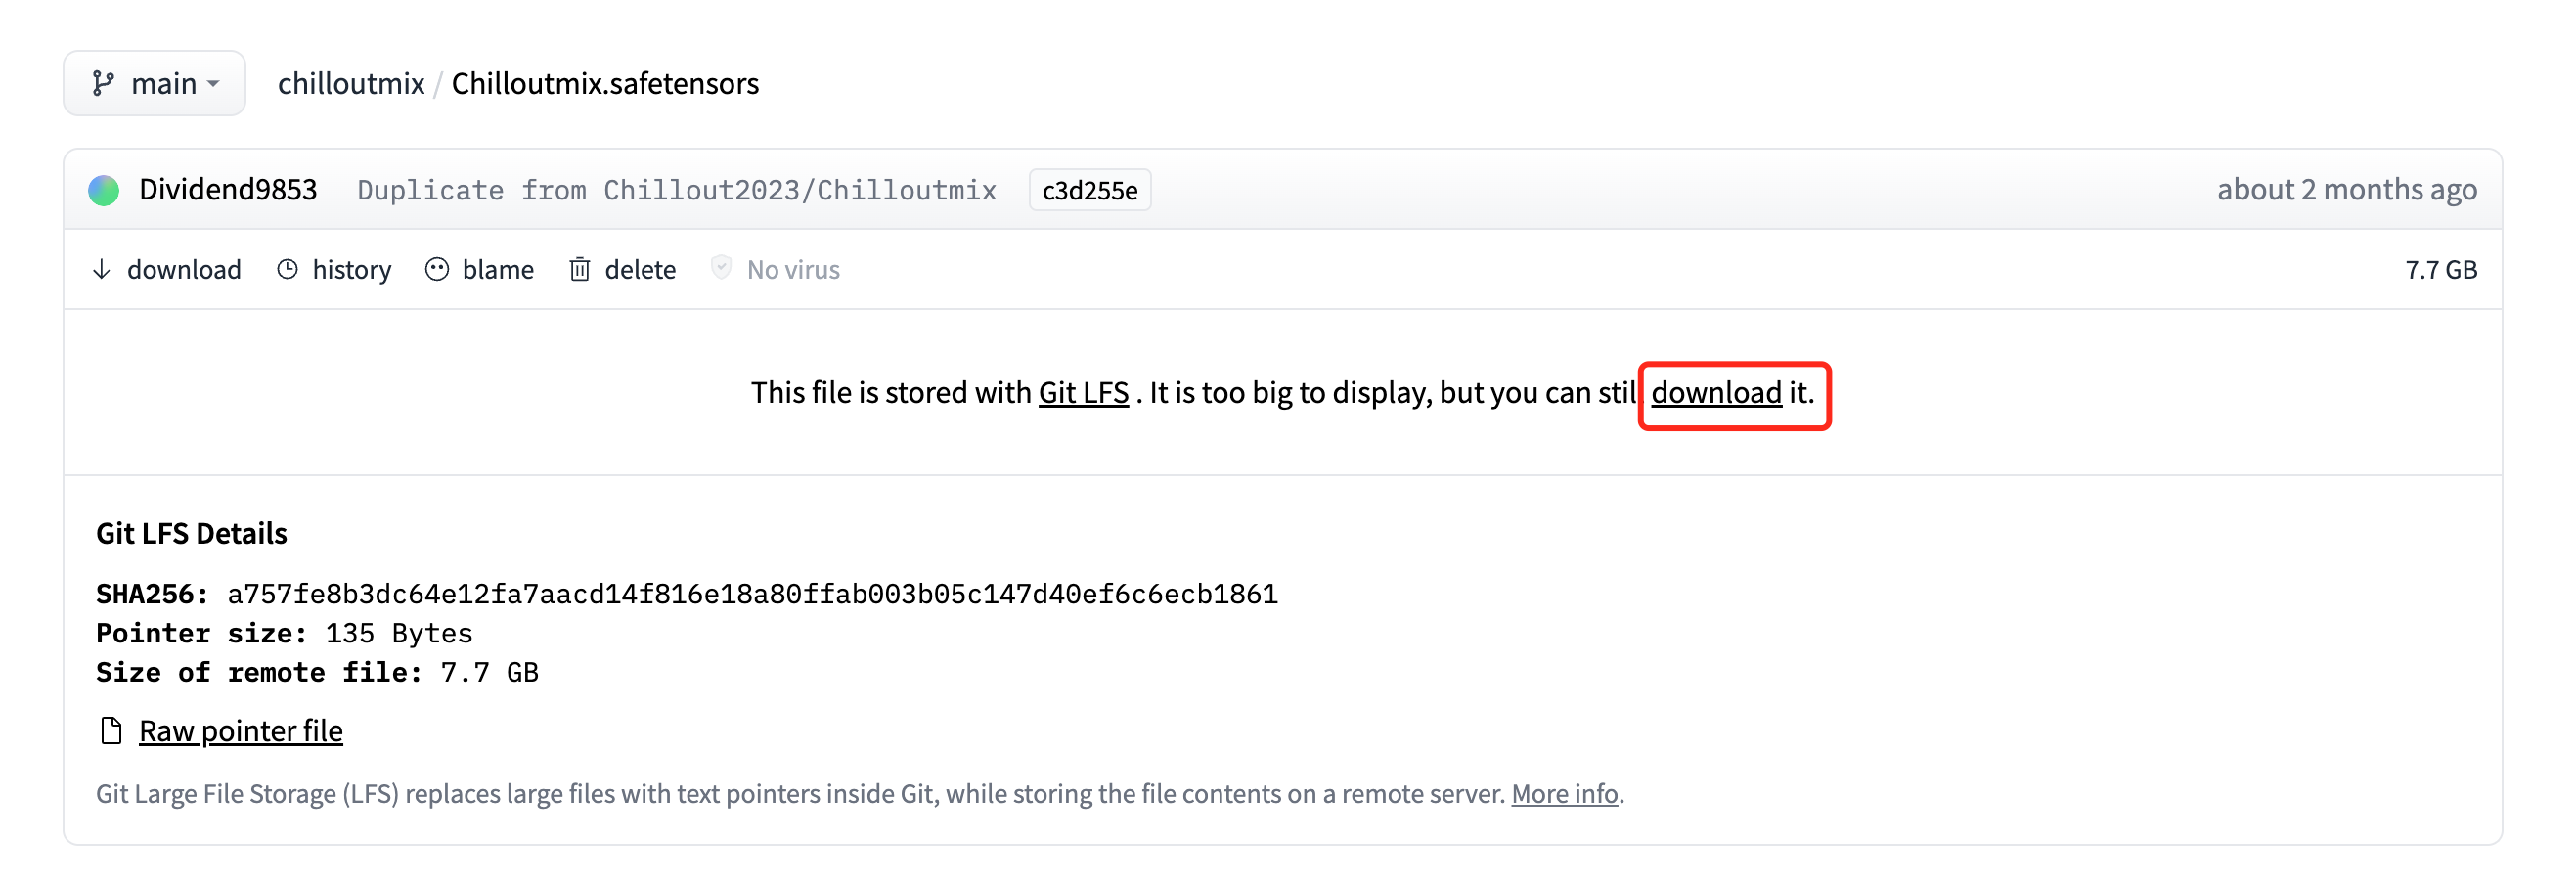 main
chilloutmix / Chilloutmix.safetensors
Dividend9853 Duplicate from Chillout2023/Chilloutmix c3d255e about 2 months ago
download history blame delete No virus 7.7 GB
This file is stored with Git LFS . It is too big to display, but you can stil download it.
Git LFS Details
SHA256: a757fe8b3dc64e12fa7aacd14f816e18a80ffab003b05c147d40ef6c6ecb1861
Pointer size: 135 Bytes
Size of remote file: 7.7 GB
Raw pointer file
Git Large File Storage (LFS) replaces large files with text pointers inside Git, while storing the file contents on a remote server. More info.